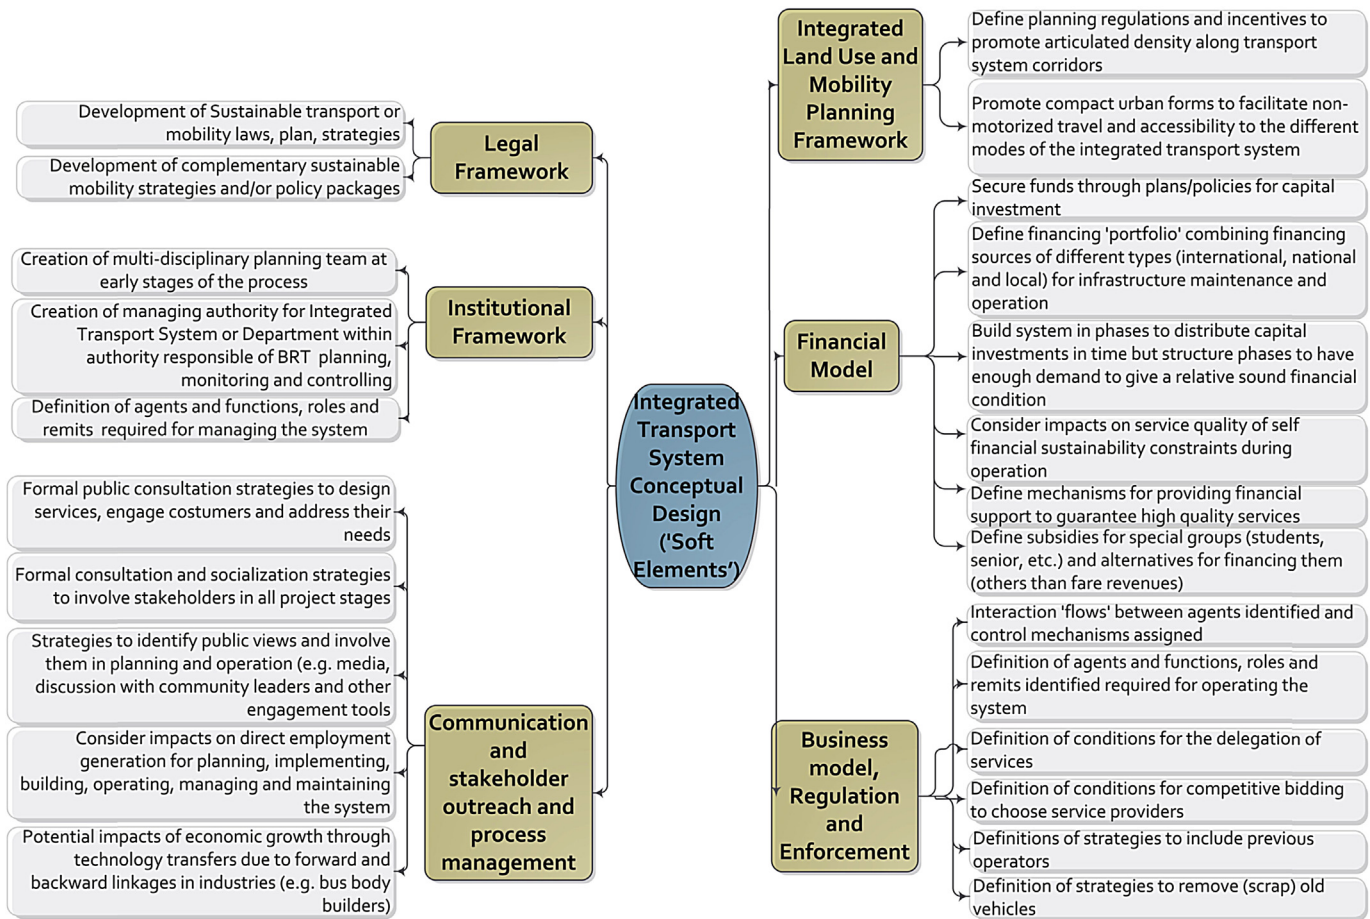 Integrated
Transport
System
Conceptual
Design
('Soft
Elements')
Legal
Framework
Development of Sustainable transport or
mobility laws, plan, strategies
Development of complementary sustainable
mobility strategies and/or policy packages
Institutional
Framework
Creation of multi-disciplinary planning team at
early stages of the process
Creation of managing authority for Integrated
Transport System or Department within
authority responsible of BRT planning,
monitoring and controlling
Definition of agents and functions, roles and
remits required for managing the system
Communication
and
stakeholder
outreach and
process
management
Formal public consultation strategies to design
services, engage costumers and address their
needs
Formal consultation and socialization strategies
to involve stakeholders in all project stages
Strategies to identify public views and involve
them in planning and operation (e.g. media,
discussion with community leaders and other
engagement tools
Consider impacts on direct employment
generation for planning, implementing,
building, operating, managing and maintaining
the system
Potential impacts of economic growth through
technology transfers due to forward and
backward linkages in industries (e.g. bus body
builders)
Integrated
Land Use and
Mobility
Planning
Framework
Define planning regulations and incentives to
promote articulated density along transport
system corridors
Promote compact urban forms to facilitate non-
motorized travel and accessibility to the different
modes of the integrated transport system
Financial
Model
Secure funds through plans/policies for capital
investment
Define financing 'portfolio' combining financing
sources of different types (international, national
and local) for infrastructure maintenance and
operation
Build system in phases to distribute capital
investments in time but structure phases to have
enough demand to give a relative sound financial
condition
Consider impacts on service quality of self
financial sustainability constraints during
operation
Define mechanisms for providing financial
support to guarantee high quality services
Define subsidies for special groups (students,
senior, etc.) and alternatives for financing them
(others than fare revenues)
Business
model,
Regulation
and
Enforcement
Interaction 'flows' between agents identified and
control mechanisms assigned
Definition of agents and functions, roles and
remits identified required for operating the
system
Definition of conditions for the delegation of
services
Definition of conditions for competitive bidding
to choose service providers
Definitions of strategies to include previous
operators
Definition of strategies to remove (scrap) old
vehicles